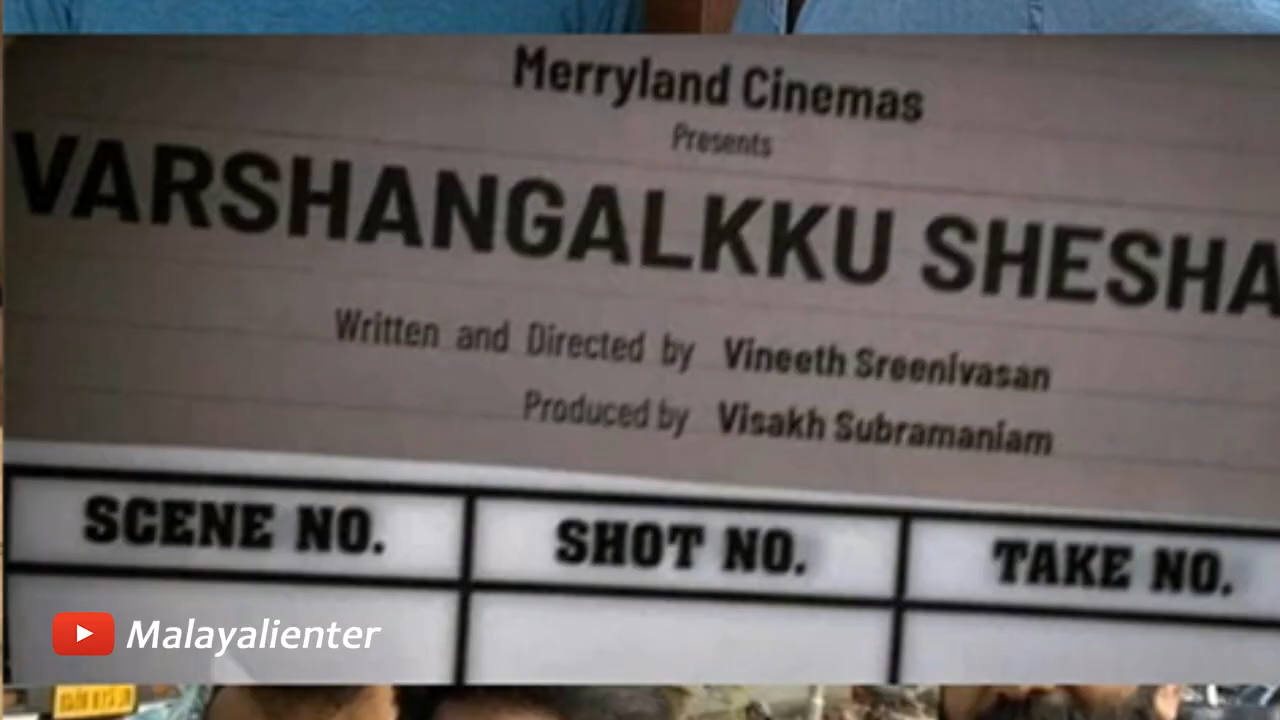 Merryland Cinemas
Presents
VARSHANGALKKU SHESHA
Written and Directed by Vineeth Sreenivasan
Produced by Visakh Subramaniam
SCENE NO. SHOT NO. TAKE NO.
Malayalienter